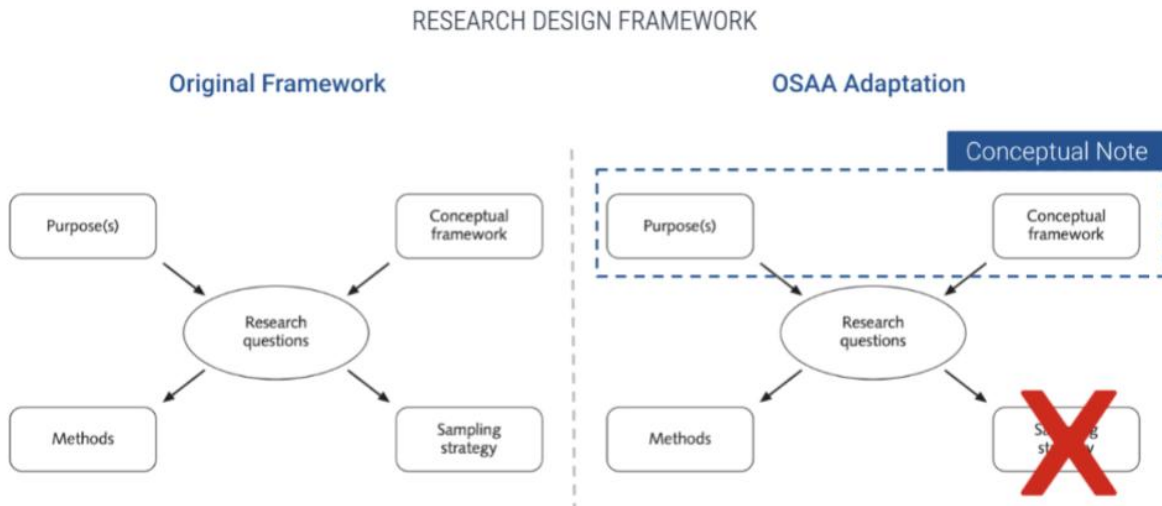 RESEARCH DESIGN FRAMEWORK
Original Framework
Purpose(s)
Conceptual
framework
Research
questions
Methods
Sampling
strategy
OSAA Adaptation
Conceptual Note
Purpose(s)
Conceptual
framework
Research
questions
Methods